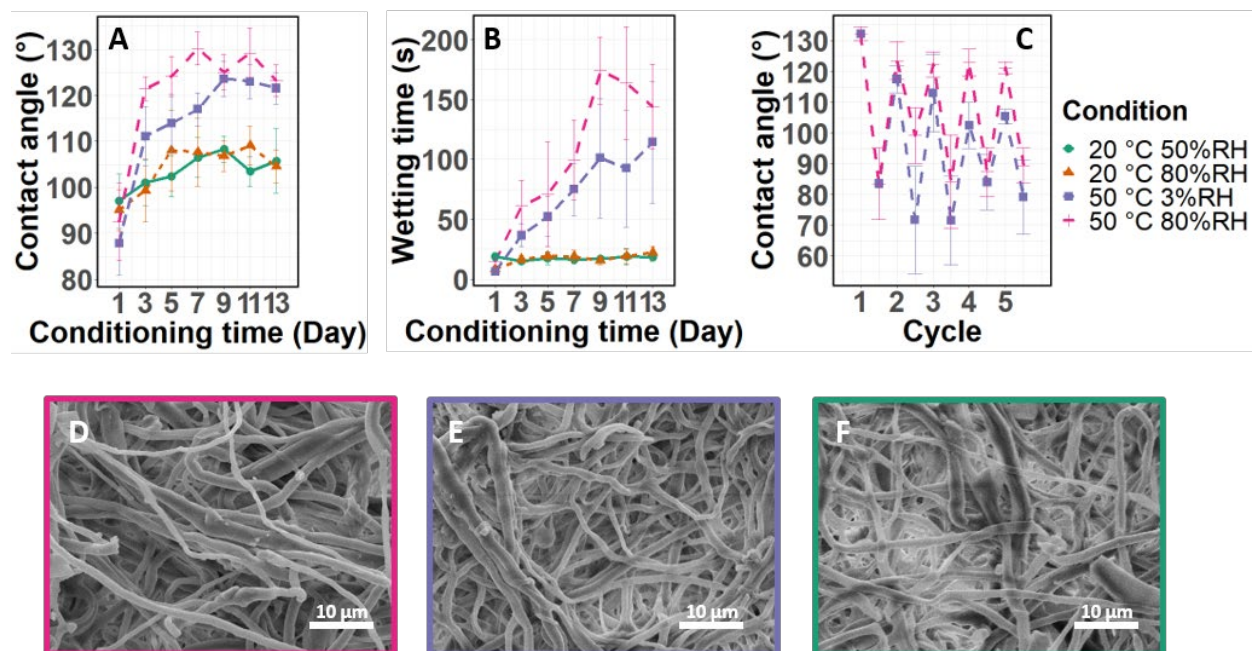 A
Contact angle (°)
130
120
110
100
90
80
1 3 5 7 9 11 13
Conditioning time (Day)
B
Wetting time (s)
200
150
100
50
0
1 3 5 7 9 11 13
Conditioning time (Day)
C
Contact angle (°)
130
120
110
100
90
80
70
60
1 2 3 4 5
Cycle
Condition
20 °C 50%RH
20 °C 80%RH
50 °C 3%RH
50 °C 80%RH
D
10 µm
E
10 µm
F
10 µm